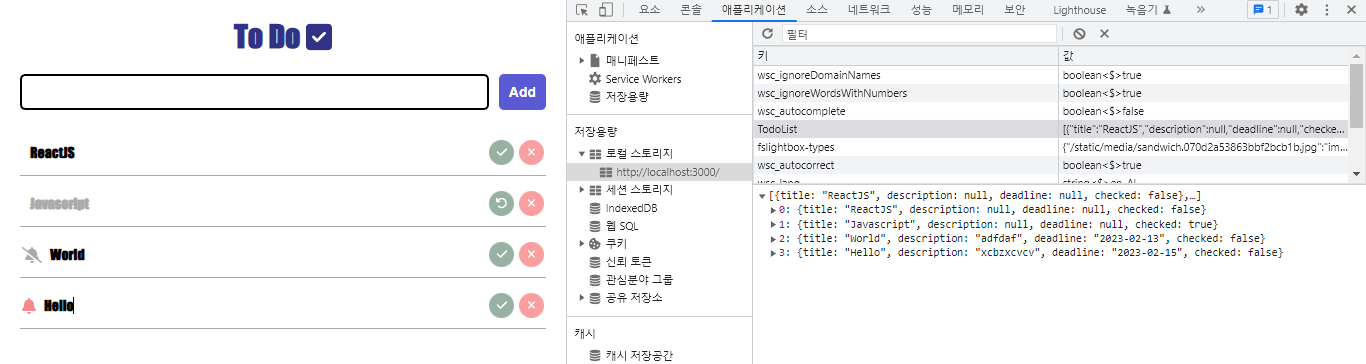 To Do
Add
ReactJS
Javascript
World
Hello
요소 콘솔 애플리케이션 소스 네트워크 성능 메모리 보안 Lighthouse 녹음기 » 1
애플리케이션
매니페스트
Service Workers
저장용량
저장용량
로컬 스토리지
http://localhost:3000/
세션 스토리지
IndexedDB
웹 SQL
쿠키
신뢰 토큰
관심분야 그룹
공유 저장소
캐시
캐시 저장공간
필터
키 값
wsc_ignoreDomainNames boolean<$>true
wsc_ignoreWordsWithNumbers boolean<$>true
wsc_autocomplete boolean<$>false
TodoList [{"title":"ReactJS","description":null,"deadline":null,"checke...
fslightbox-types {"/static/media/sandwich.070d2a53863bbf2bcb1b.jpg":"im...
wsc_autocorrect boolean<$>true
wsc_lang string<$>en_AI
[{title: "ReactJS", description: null, deadline: null, checked: false},…]
0: {title: "ReactJS", description: null, deadline: null, checked: false}
1: {title: "Javascript", description: null, deadline: null, checked: true}
2: {title: "World", description: "adfdaf", deadline: "2023-02-13", checked: false}
3: {title: "Hello", description: "xcbzxcvcv", deadline: "2023-02-15", checked: false}